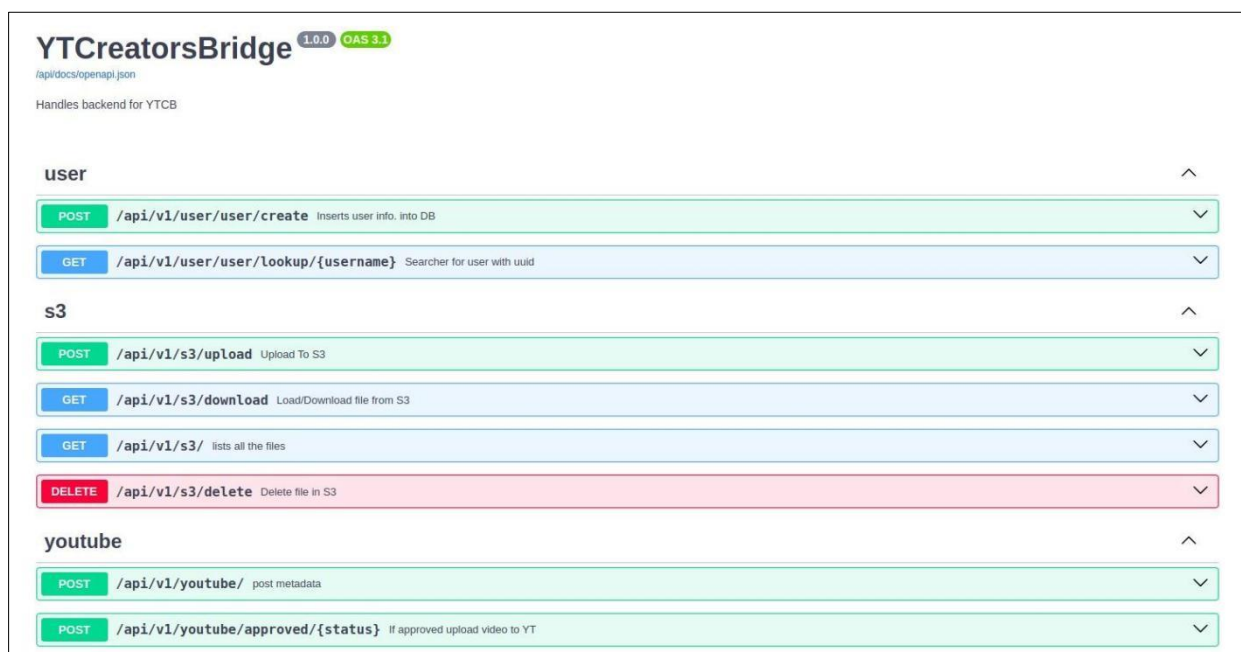 YTCreatorsBridge 1.0.0 OAS 3.1
/api/docs/openapi.json
Handles backend for YTCB
user
POST /api/v1/user/user/create Inserts user info. into DB
GET /api/v1/user/user/lookup/{username} Searcher for user with uuid
s3
POST /api/v1/s3/upload Upload To S3
GET /api/v1/s3/download Load/Download file from S3
GET /api/v1/s3/ lists all the files
DELETE /api/v1/s3/delete Delete file in S3
youtube
POST /api/v1/youtube/ post metadata
POST /api/v1/youtube/approved/{status} If approved upload video to YT